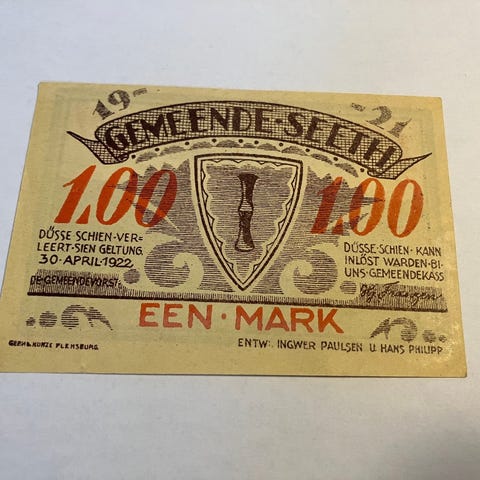 19-21
GEMEENDE·SEETH
1,00 1,00
DÜSSE SCHIEN-VER=
LEERT-SIEN GELTUNG.
30·APRIL·1922
DE·GEMEENDEVORST:
DÜSSE·SCHIEN·KANN
INLÖST WARDEN·BI-
UNS·GEMEENDEKASS
EEN·MARK
GEBR. KUNZE FLENSBURG
ENTW: INGWER PAULSEN U. HANS PHILIPP